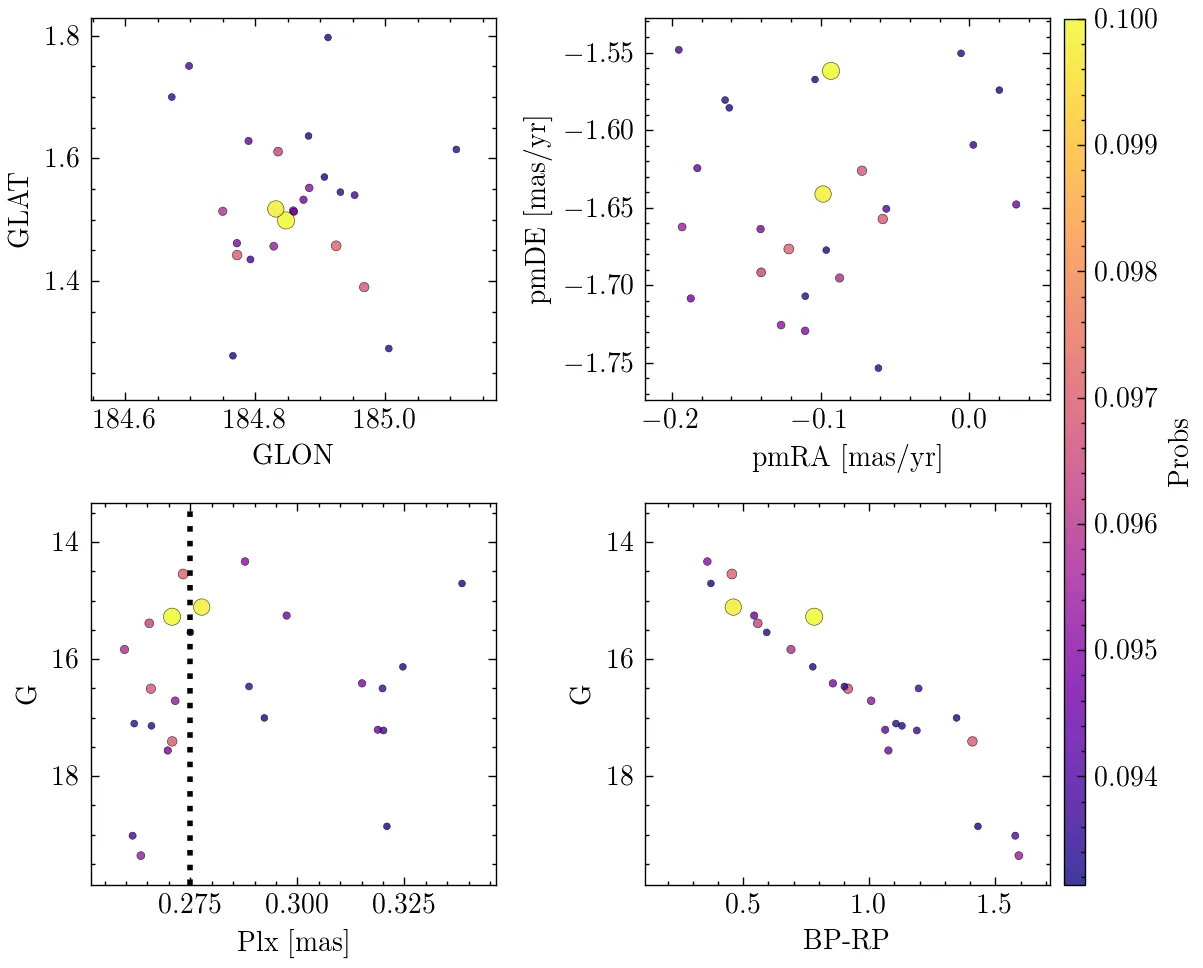 1.8
1.6
1.4
GLAT
184.6 184.8 185.0
GLON
−1.55
−1.60
−1.65
−1.70
−1.75
pmDE [mas/yr]
−0.2 −0.1 0.0
pmRA [mas/yr]
14
16
18
G
0.275 0.300 0.325
Plx [mas]
14
16
18
G
0.5 1.0 1.5
BP-RP
0.100
0.099
0.098
0.097
0.096
0.095
0.094
Probs